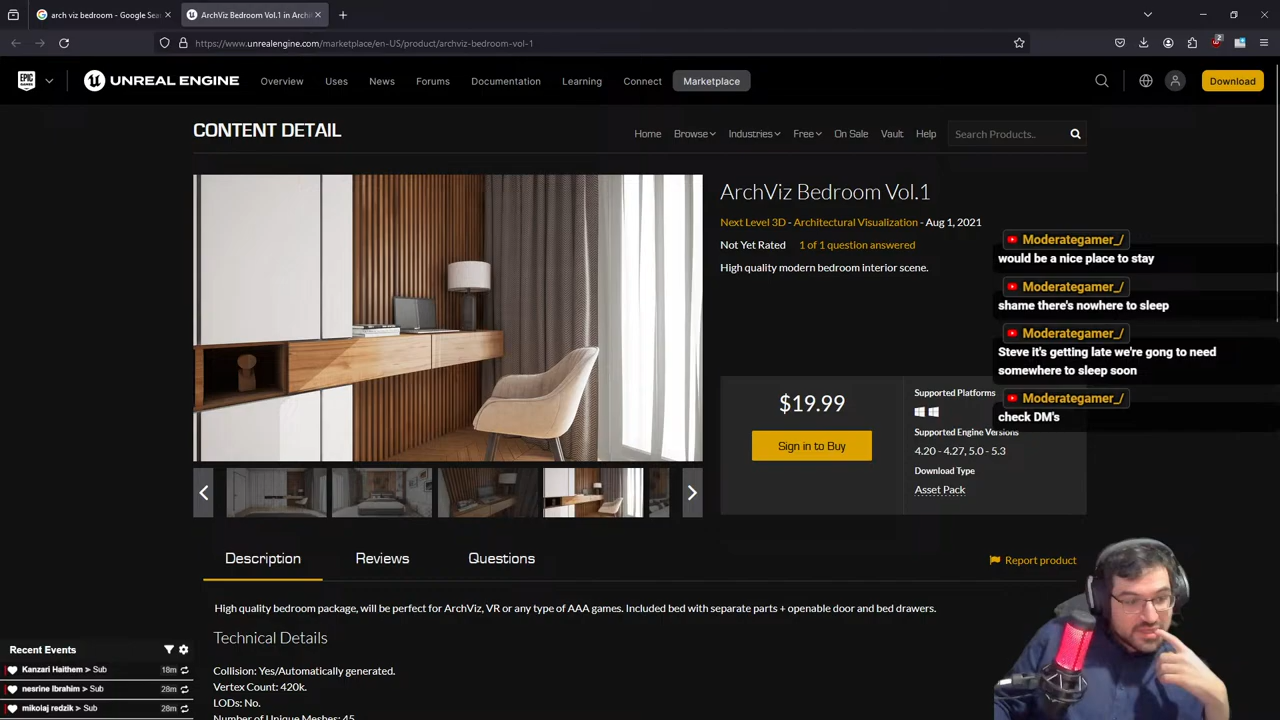 arch viz bedroom - Google Sea
ArchViz Bedroom Vol.1 in Archi
https://www.unrealengine.com/marketplace/en-US/product/archviz-bedroom-vol-1
2
EPIC GAMES
UNREAL ENGINE
Overview
Uses
News
Forums
Documentation
Learning
Connect
Marketplace
Download
CONTENT DETAIL
Home
Browse
Industries
Free
On Sale
Vault
Help
Search Products..
ArchViz Bedroom Vol.1
Next Level 3D - Architectural Visualization - Aug 1, 2021
Not Yet Rated 1 of 1 question answered
High quality modern bedroom interior scene.
$19.99
Sign in to Buy
Supported Platforms
Supported Engine Versions
4.20 - 4.27, 5.0 - 5.3
Download Type
Asset Pack
Moderategamer_/
would be a nice place to stay
Moderategamer_/
shame there's nowhere to sleep
Moderategamer_/
Steve it's getting late we're gong to need
somewhere to sleep soon
Moderategamer_/
check DM's
Description
Reviews
Questions
Report product
High quality bedroom package, will be perfect for ArchViz, VR or any type of AAA games. Included bed with separate parts + openable door and bed drawers.
Technical Details
Collision: Yes/Automatically generated.
Vertex Count: 420k.
LODs: No.
Number of Unique Meshes: 45
Recent Events
Kanzari Haithem > Sub 18m
nesrine Ibrahim > Sub 28m
mikolaj redzik > Sub 28m